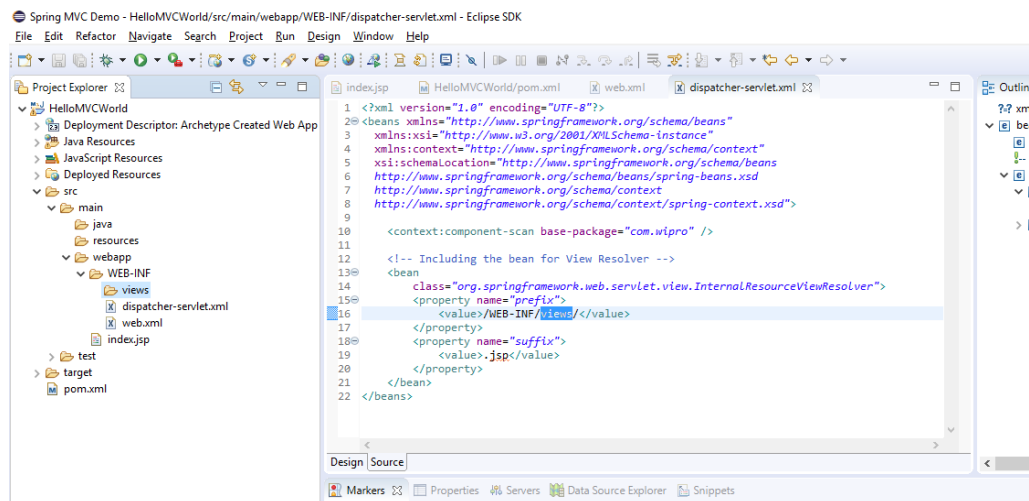 Spring MVC Demo - HelloMVCWorld/src/main/webapp/WEB-INF/dispatcher-servlet.xml - Eclipse SDK
File Edit Refactor Navigate Search Project Run Design Window Help
Project Explorer
HelloMVCWorld
Deployment Descriptor: Archetype Created Web App
Java Resources
JavaScript Resources
Deployed Resources
src
main
java
resources
webapp
WEB-INF
views
dispatcher-servlet.xml
web.xml
index.jsp
test
target
pom.xml
index.jsp HelloMVCWorld/pom.xml web.xml dispatcher-servlet.xml
1 <?xml version="1.0" encoding="UTF-8"?>
2 <beans xmlns="http://www.springframework.org/schema/beans"
3 xmlns:xsi="http://www.w3.org/2001/XMLSchema-instance"
4 xmlns:context="http://www.springframework.org/schema/context"
5 xsi:schemaLocation="http://www.springframework.org/schema/beans
6 http://www.springframework.org/schema/beans/spring-beans.xsd
7 http://www.springframework.org/schema/context
8 http://www.springframework.org/schema/context/spring-context.xsd">
9
10 <context:component-scan base-package="com.wipro" />
11
12 <!-- Including the bean for View Resolver -->
13 <bean
14 class="org.springframework.web.servlet.view.InternalResourceViewResolver">
15 <property name="prefix">
16 <value>/WEB-INF/views/</value>
17 </property>
18 <property name="suffix">
19 <value>.jsp</value>
20 </property>
21 </bean>
22 </beans>
Design Source
Markers Properties Servers Data Source Explorer Snippets
Outlin
?=? xm
e be
e
!--
e